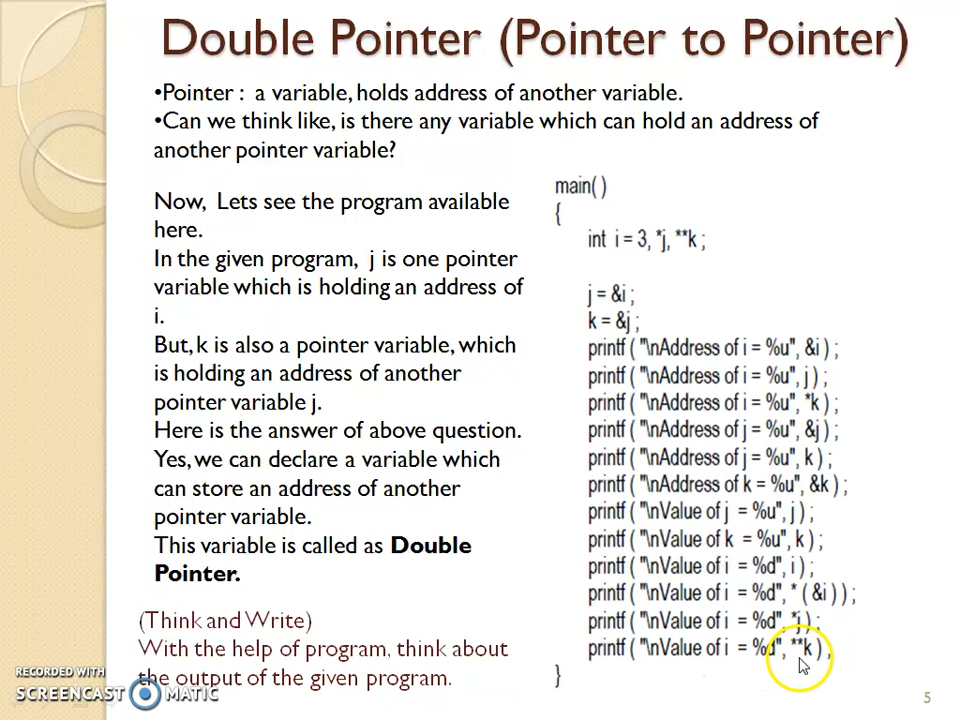 Double Pointer (Pointer to Pointer)
•Pointer : a variable, holds address of another variable.
•Can we think like, is there any variable which can hold an address of
another pointer variable?
Now, Lets see the program available
here.
In the given program, j is one pointer
variable which is holding an address of
i.
But, k is also a pointer variable, which
is holding an address of another
pointer variable j.
Here is the answer of above question.
Yes, we can declare a variable which
can store an address of another
pointer variable.
This variable is called as Double
Pointer.
(Think and Write)
With the help of program, think about
the output of the given program.
main( )
{
int i = 3, *j, **k ;
j = &i ;
k = &j ;
printf ( "\nAddress of i = %u", &i ) ;
printf ( "\nAddress of i = %u", j ) ;
printf ( "\nAddress of i = %u", *k ) ;
printf ( "\nAddress of j = %u", &j ) ;
printf ( "\nAddress of j = %u", k ) ;
printf ( "\nAddress of k = %u", &k ) ;
printf ( "\nValue of j = %u", j ) ;
printf ( "\nValue of k = %u", k ) ;
printf ( "\nValue of i = %d", i ) ;
printf ( "\nValue of i = %d", * ( &i ) ) ;
printf ( "\nValue of i = %d", *j ) ;
printf ( "\nValue of i = %d", **k ) ;
}
RECORDED WITH
SCREENCAST MATIC
5